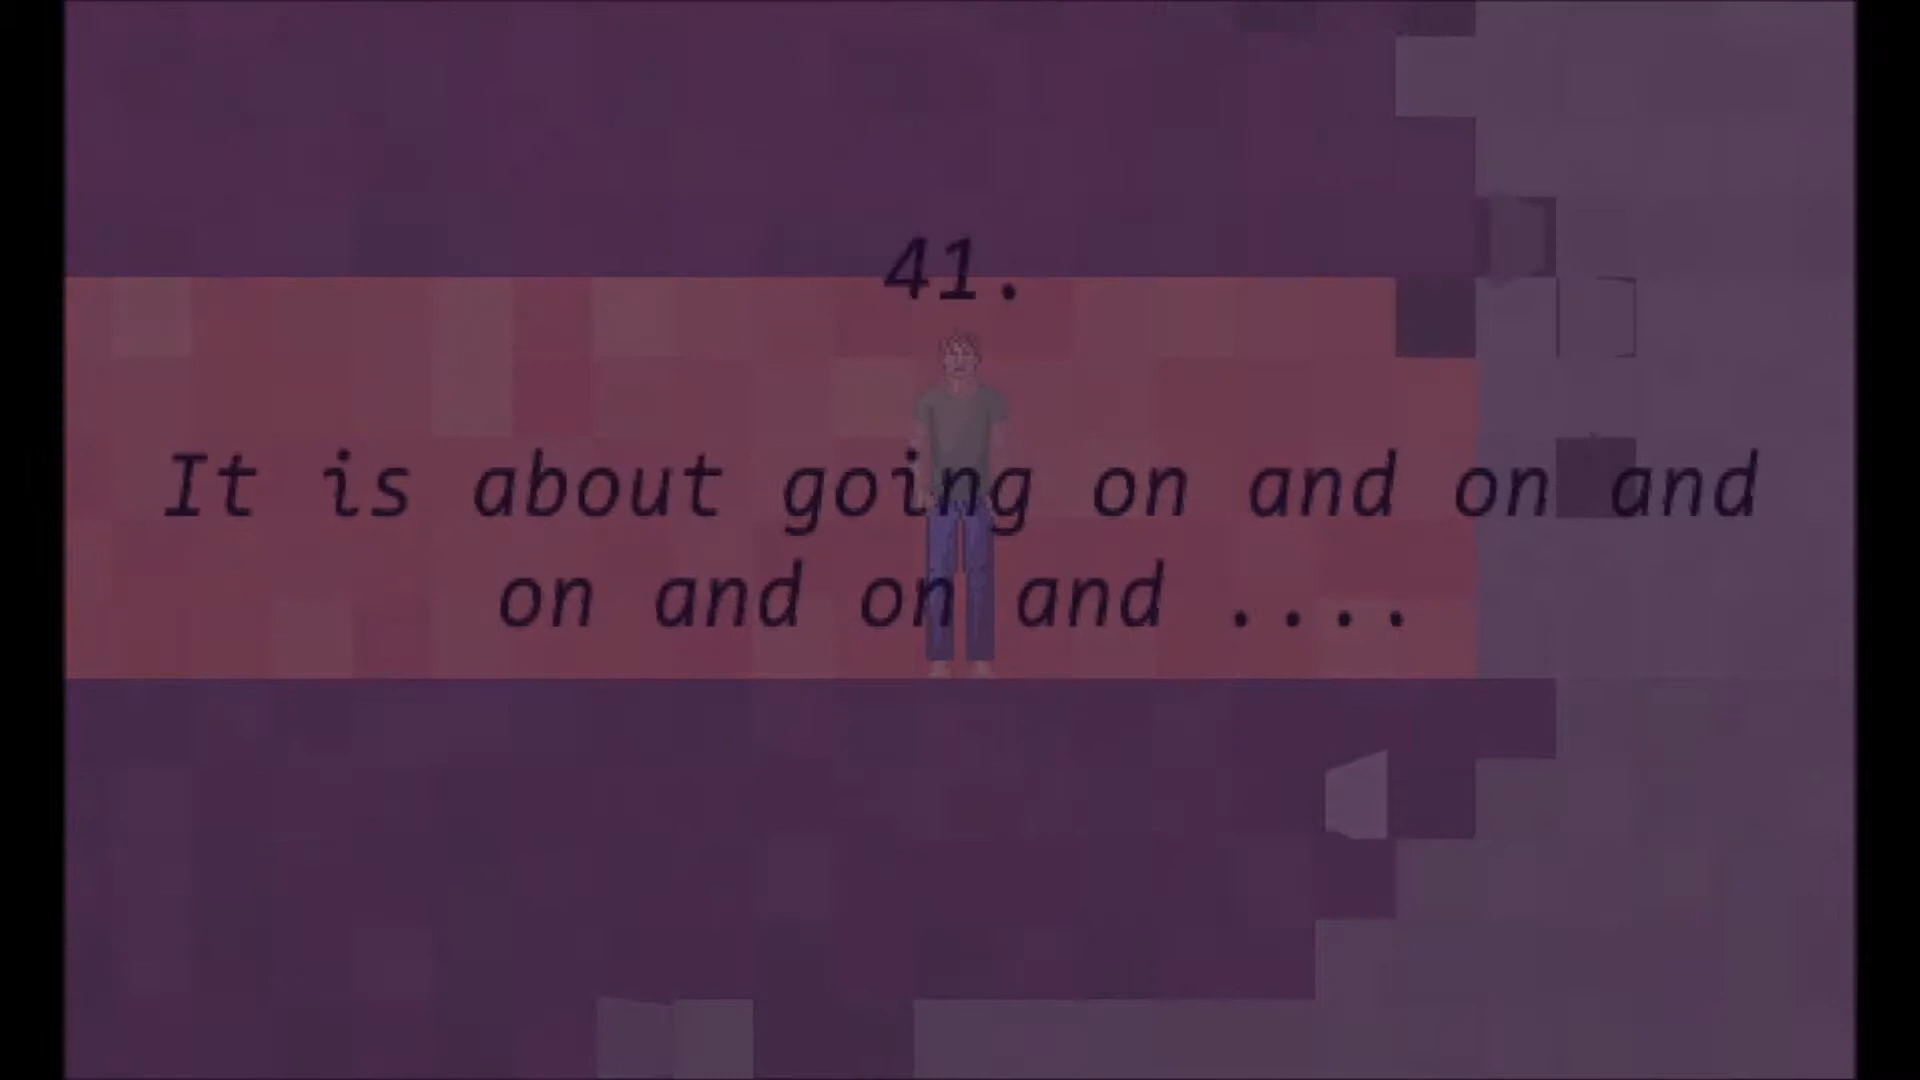 41.
It is about going on and on and
on and on and ....